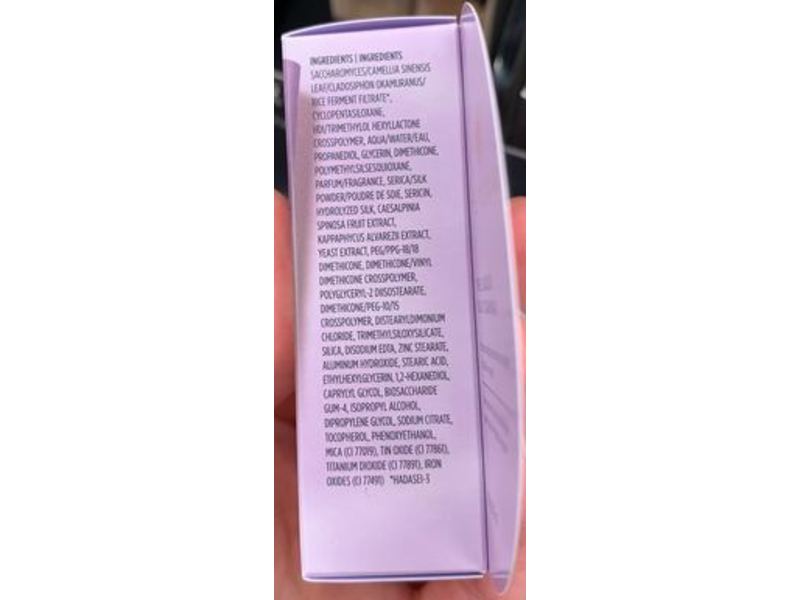 INGREDIENTS | INGRÉDIENTS
SACCHAROMYCES/CAMELLIA SINENSIS
LEAF/CLADOSIPHON OKAMURANUS/
RICE FERMENT FILTRATE*,
CYCLOPENTASILOXANE,
HDI/TRIMETHYLOL HEXYLLACTONE
CROSSPOLYMER, AQUA/WATER/EAU,
PROPANEDIOL, GLYCERIN, DIMETHICONE,
POLYMETHYLSILSESQUIOXANE,
PARFUM/FRAGRANCE, SERICA/SILK
POWDER/POUDRE DE SOIE, SERICIN,
HYDROLYZED SILK, CAESALPINIA
SPINOSA FRUIT EXTRACT,
KAPPAPHYCUS ALVAREZII EXTRACT,
YEAST EXTRACT, PEG/PPG-18/18
DIMETHICONE, DIMETHICONE/VINYL
DIMETHICONE CROSSPOLYMER,
POLYGLYCERYL-2 DIISOSTEARATE,
DIMETHICONE/PEG-10/15
CROSSPOLYMER, DISTEARYLDIMONIUM
CHLORIDE, TRIMETHYLSILOXYSILICATE,
SILICA, DISODIUM EDTA, ZINC STEARATE,
ALUMINUM HYDROXIDE, STEARIC ACID,
ETHYLHEXYLGLYCERIN, 1,2-HEXANEDIOL,
CAPRYLYL GLYCOL, BIOSACCHARIDE
GUM-4, ISOPROPYL ALCOHOL,
DIPROPYLENE GLYCOL, SODIUM CITRATE,
TOCOPHEROL, PHENOXYETHANOL,
MICA (CI 77019), TIN OXIDE (CI 77861),
TITANIUM DIOXIDE (CI 77891), IRON
OXIDES (CI 77491) *HADASEI-3